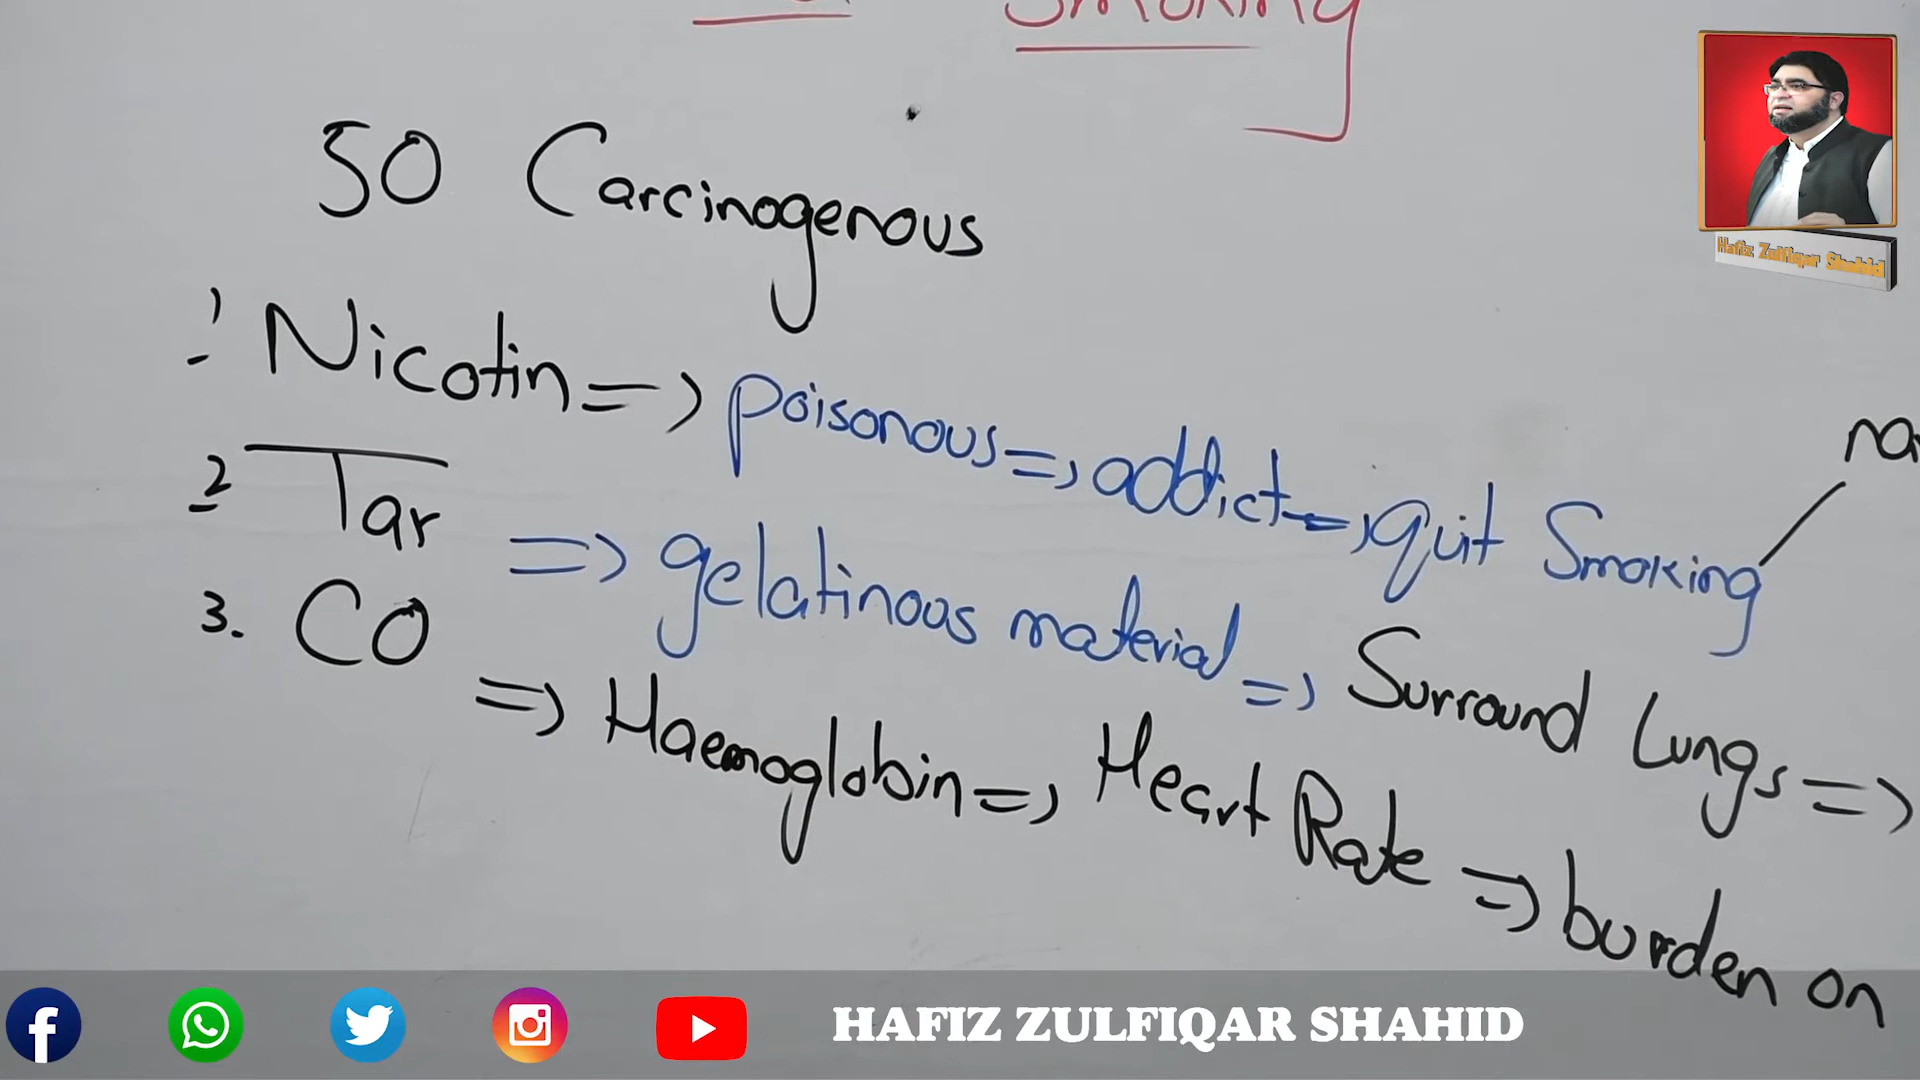 Smoking
50 Carcinogenous
1 Nicotin => poisonous => addict => quit Smoking
2 Tar => gelatinous material => Surround Lungs =>
3. CO => Haemoglobin => Heart Rate => burden on
Hafiz Zulfiqar Shahid
HAFIZ ZULFIQAR SHAHID